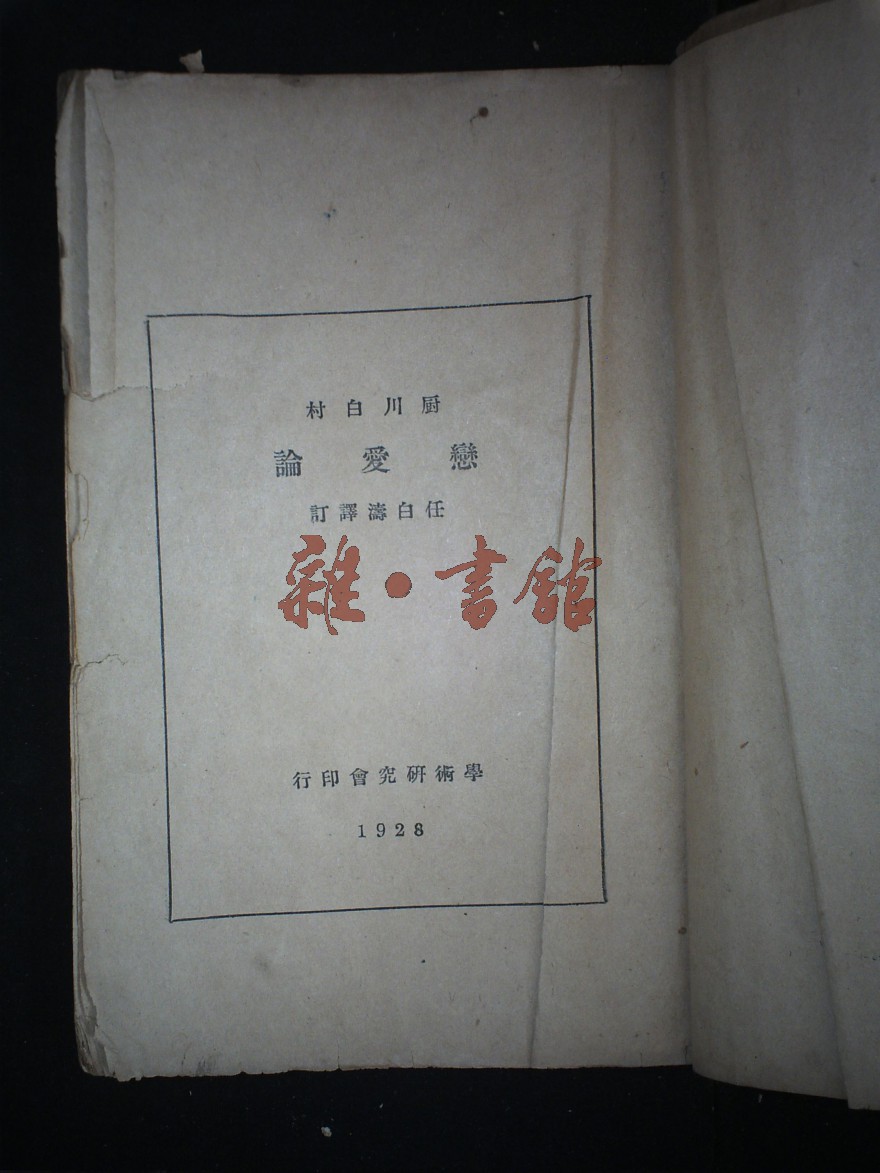 厨川白村
戀愛論
任白濤譯訂
雜·書館
學術研究會印行
1928